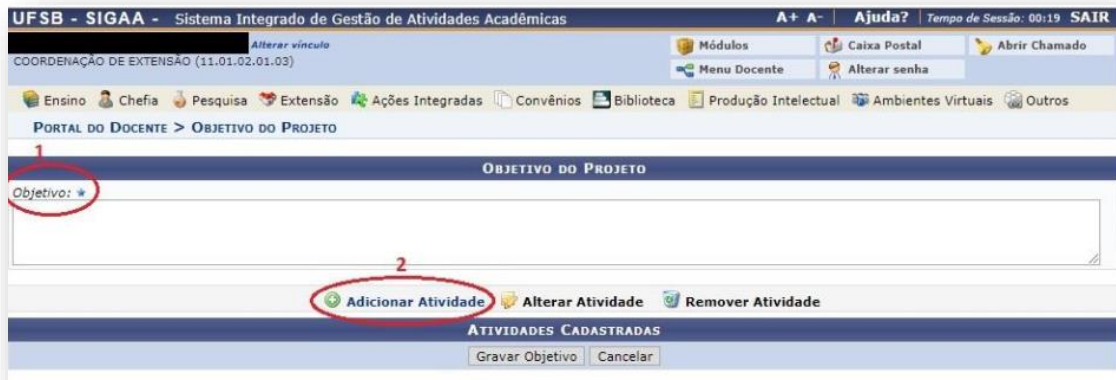 UFSB - SIGAA - Sistema Integrado de Gestão de Atividades Acadêmicas A+ A- Ajuda? Tempo de Sessão: 00:19 SAIR
Alterar vínculo Módulos Caixa Postal Abrir Chamado
COORDENAÇÃO DE EXTENSÃO (11.01.02.01.03) Menu Docente Alterar senha
Ensino Chefia Pesquisa Extensão Ações Integradas Convênios Biblioteca Produção Intelectual Ambientes Virtuais Outros
PORTAL DO DOCENTE > OBJETIVO DO PROJETO
1
OBJETIVO DO PROJETO
Objetivo:
2
Adicionar Atividade Alterar Atividade Remover Atividade
ATIVIDADES CADASTRADAS
Gravar Objetivo Cancelar